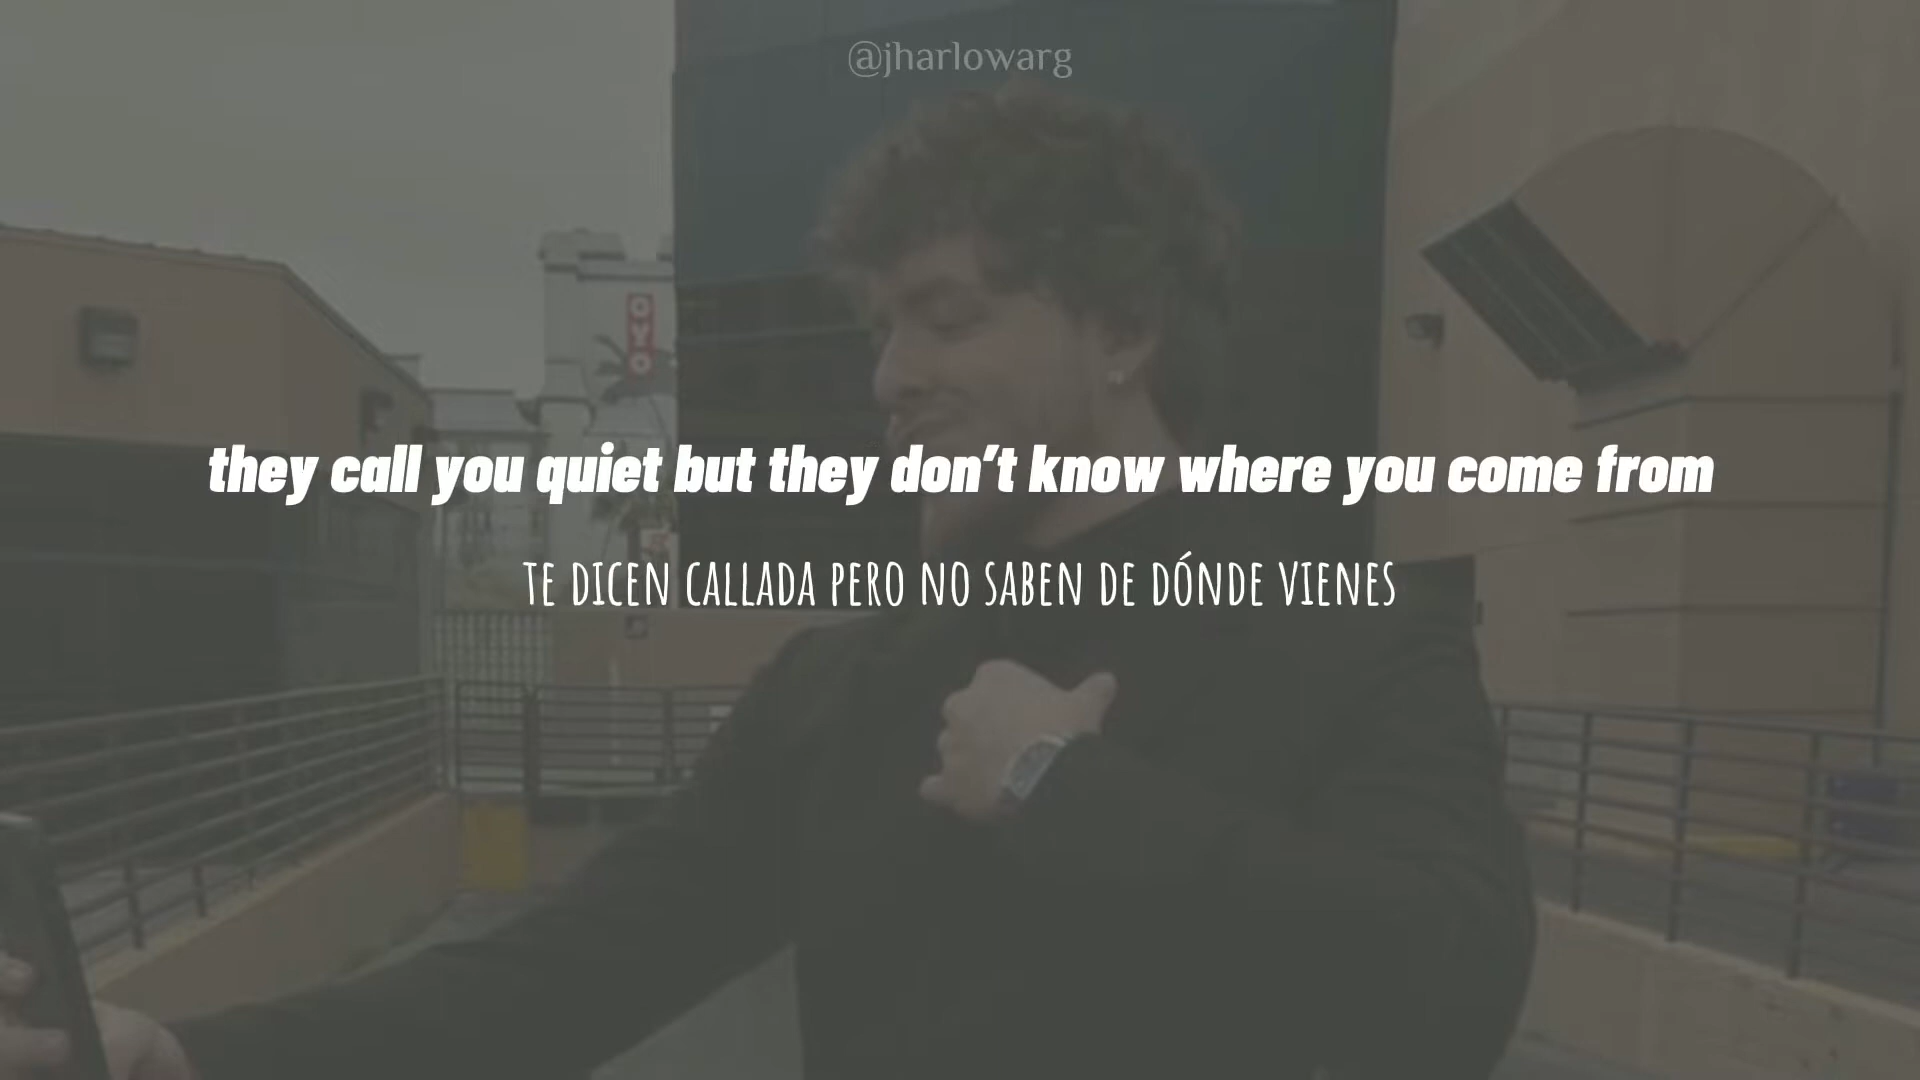 @jharlowarg
OYO
they call you quiet but they don't know where you come from
TE DICEN CALLADA PERO NO SABEN DE DÓNDE VIENES